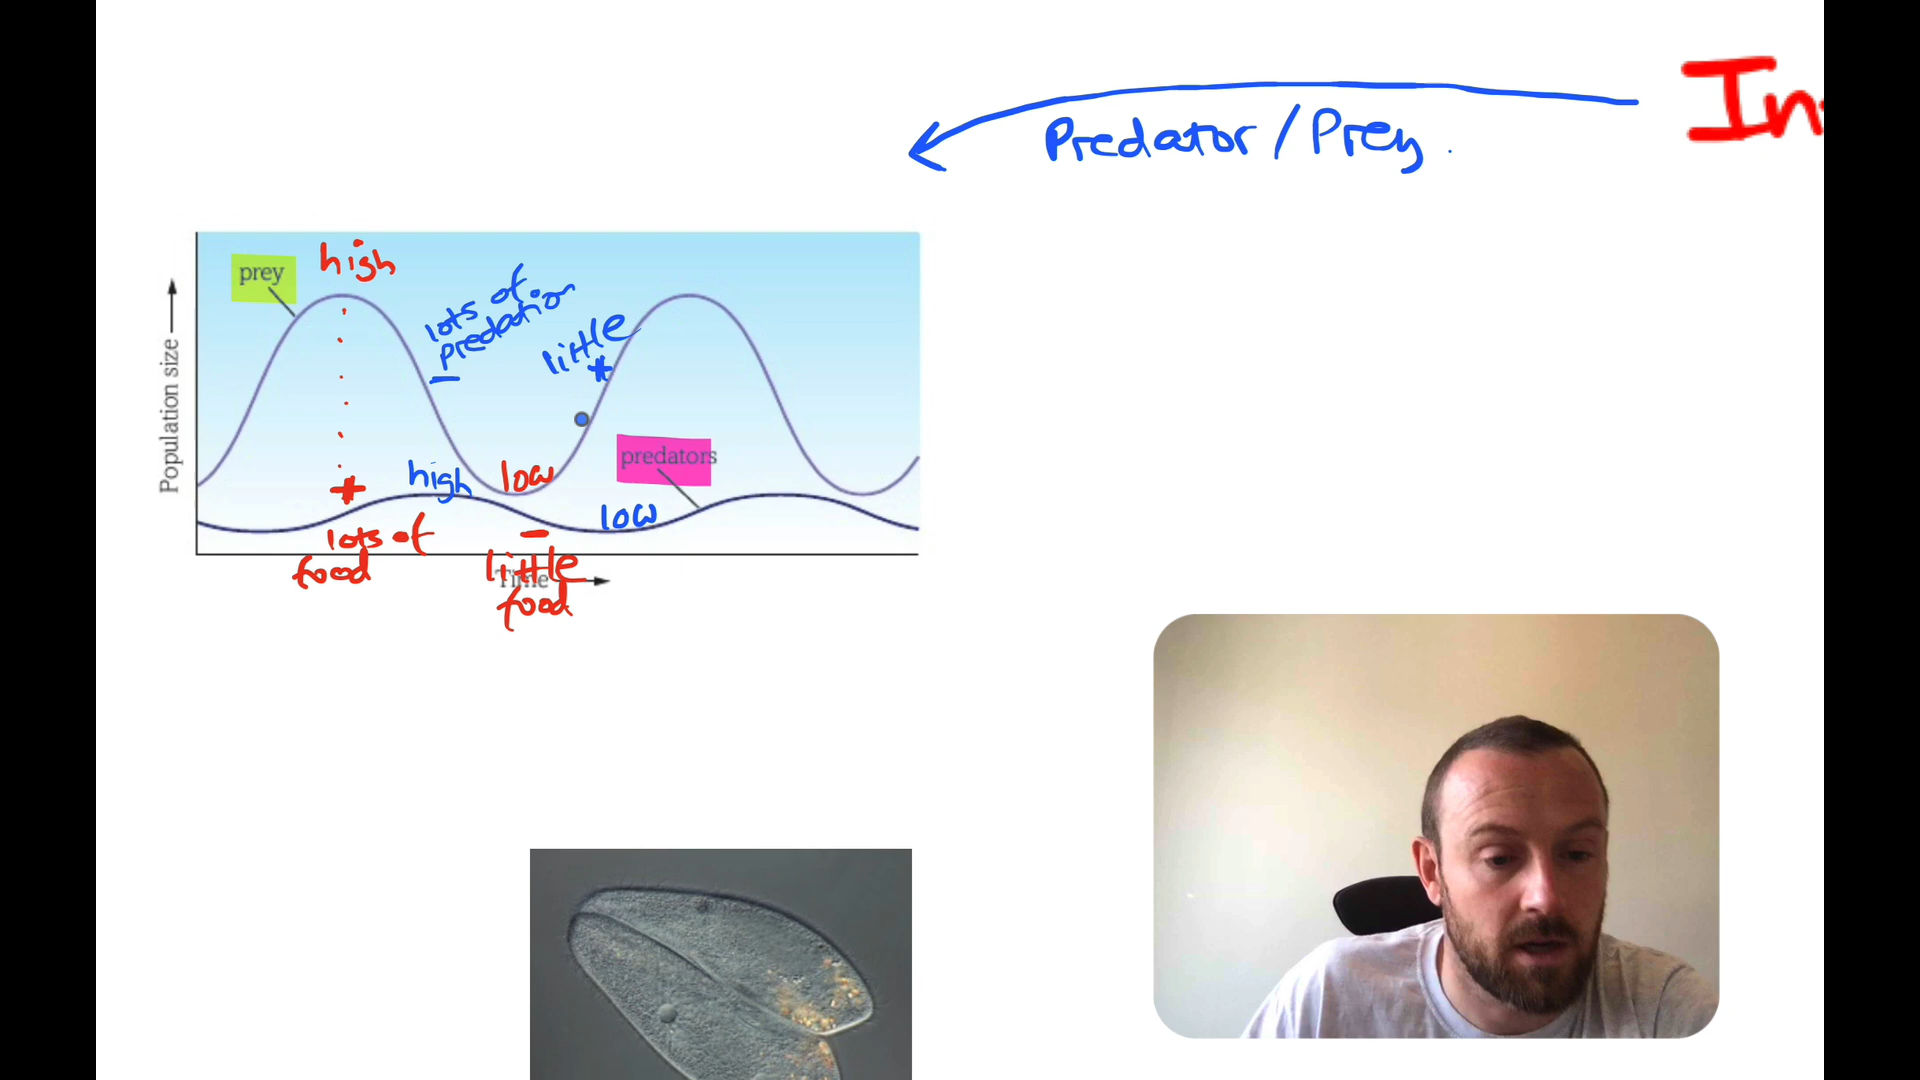 In
Predator / Prey.
prey
high
lots of
predation
little
Population size
high
low
predators
low
lots of
food
little
Time
food